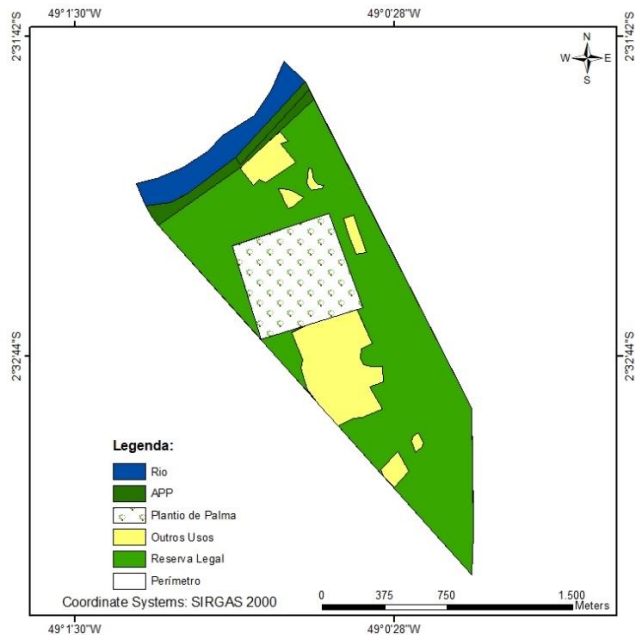 49°1'30"W
49°0'28"W
2°31'42"S
2°31'42"S
N
W
E
S
2°32'44"S
2°32'44"S
Legenda:
Rio
APP
Plantio de Palma
Outros Usos
Reserva Legal
Perímetro
Coordinate Systems: SIRGAS 2000
0 375 750 1.500
Meters
49°1'30"W
49°0'28"W